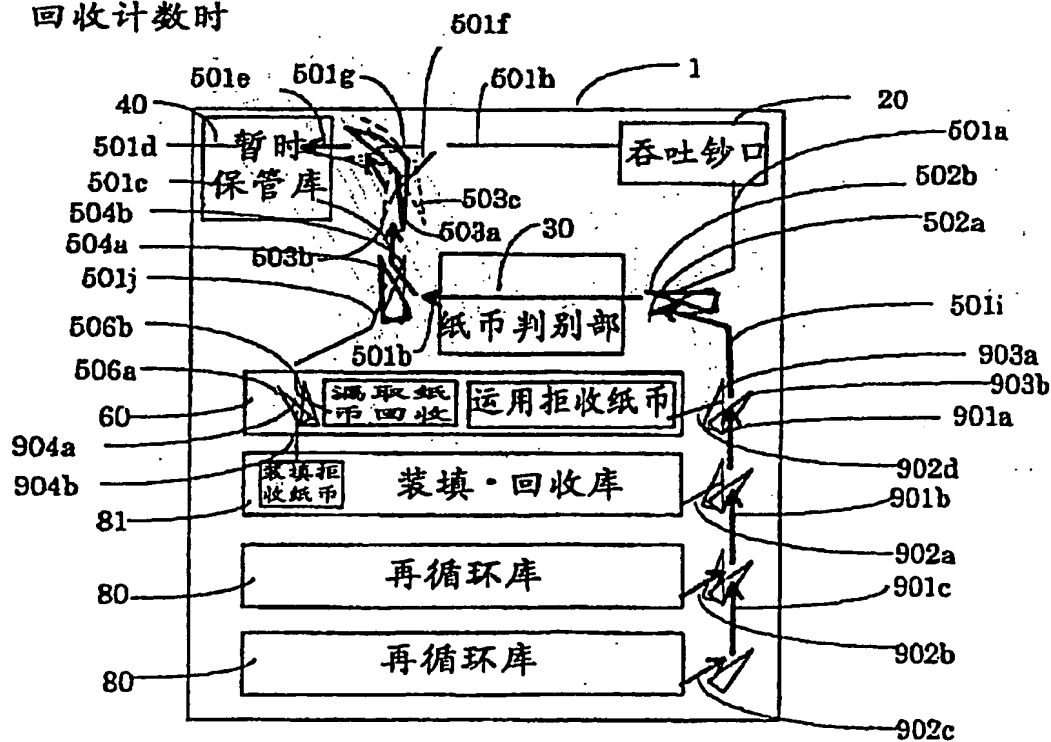 回收计数时
501f
501e
501g
501h
1
40
20
501a
501d
暂时
保管库
吞吐钞口
501c
502b
504b
503c
504a
503b
503a
30
502a
501j
纸币判别部
501i
506b
501b
903a
506a
903b
60
漏取纸
币回收
运用拒收纸币
901a
904a
902d
904b
装填拒
收纸币
装填·回收库
901b
81
902a
80
再循环库
901c
902b
80
再循环库
902c